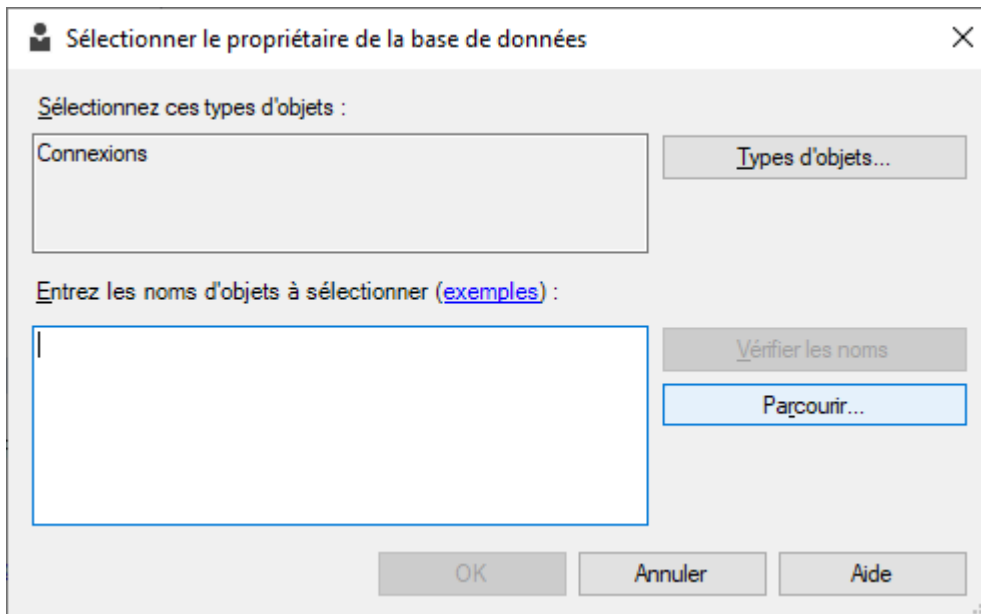 Sélectionner le propriétaire de la base de données
Sélectionnez ces types d'objets :
Connexions
Types d'objets...
Entrez les noms d'objets à sélectionner (exemples) :
Vérifier les noms
Parcourir...
OK
Annuler
Aide